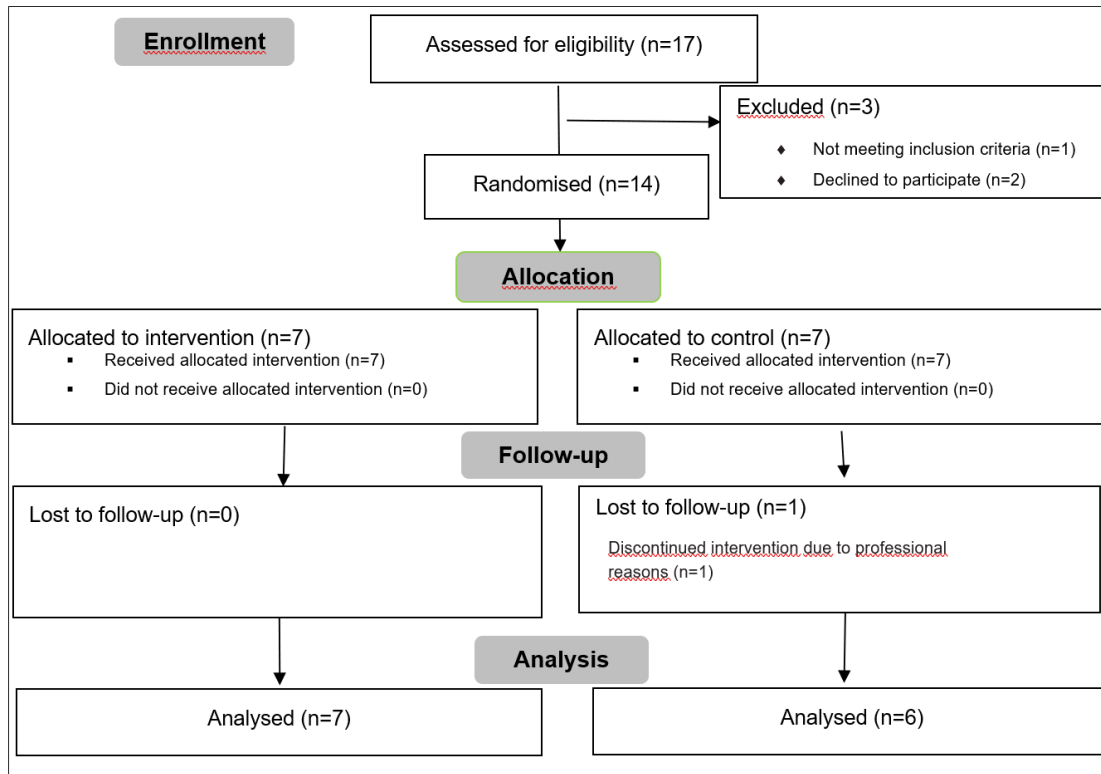 Enrollment
Assessed for eligibility (n=17)
Excluded (n=3)
♦ Not meeting inclusion criteria (n=1)
♦ Declined to participate (n=2)
Randomised (n=14)
Allocation
Allocated to intervention (n=7)
▪ Received allocated intervention (n=7)
▪ Did not receive allocated intervention (n=0)
Allocated to control (n=7)
▪ Received allocated intervention (n=7)
▪ Did not receive allocated intervention (n=0)
Follow-up
Lost to follow-up (n=0)
Lost to follow-up (n=1)
Discontinued intervention due to professional
reasons (n=1)
Analysis
Analysed (n=7)
Analysed (n=6)